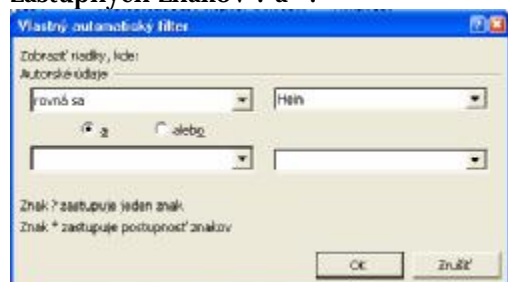 zástupných znakov ? a *.
Vlastný automatický filter
Zobraziť riadky, kde:
Autorské údaje
rovná sa Hein
a alebo
Znak ? zastupuje jeden znak
Znak * zastupuje postupnosť znakov
OK Zrušiť